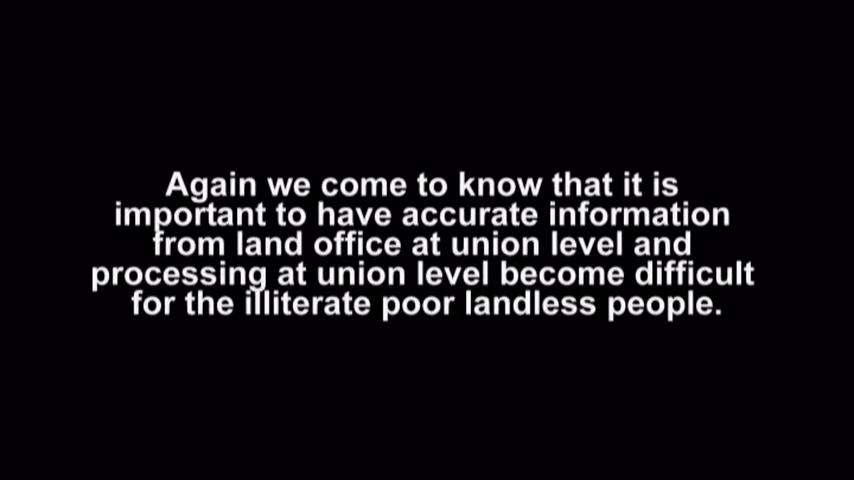 Again we come to know that it is
important to have accurate information
from land office at union level and
processing at union level become difficult
for the illiterate poor landless people.